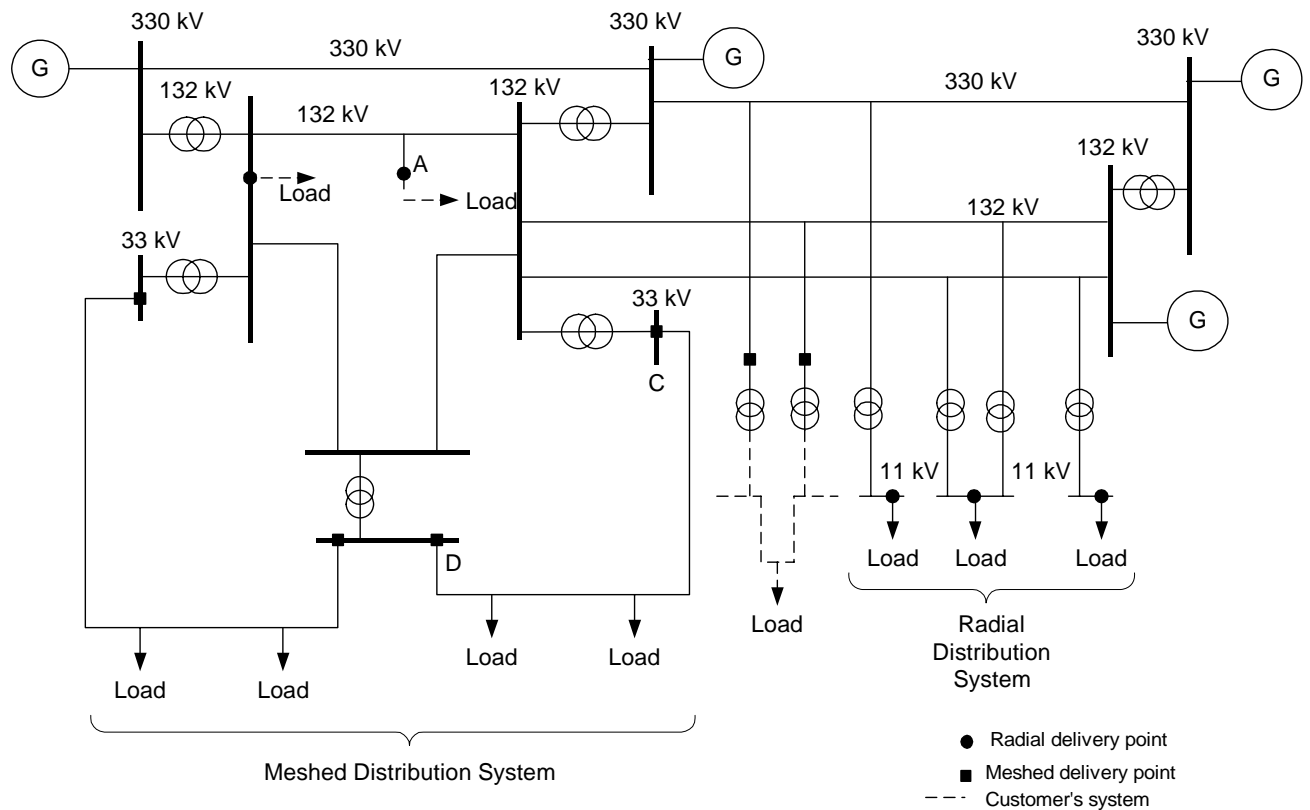 330 kV
330 kV
330 kV
G
330 kV
G
G
132 kV
132 kV
132 kV
330 kV
132 kV
A
Load
Load
132 kV
33 kV
33 kV
G
C
11 kV
11 kV
D
Load
Load
Load
Load
Load
Load
Load
Load
Radial
Distribution
System
Meshed Distribution System
Radial delivery point
Meshed delivery point
Customer's system